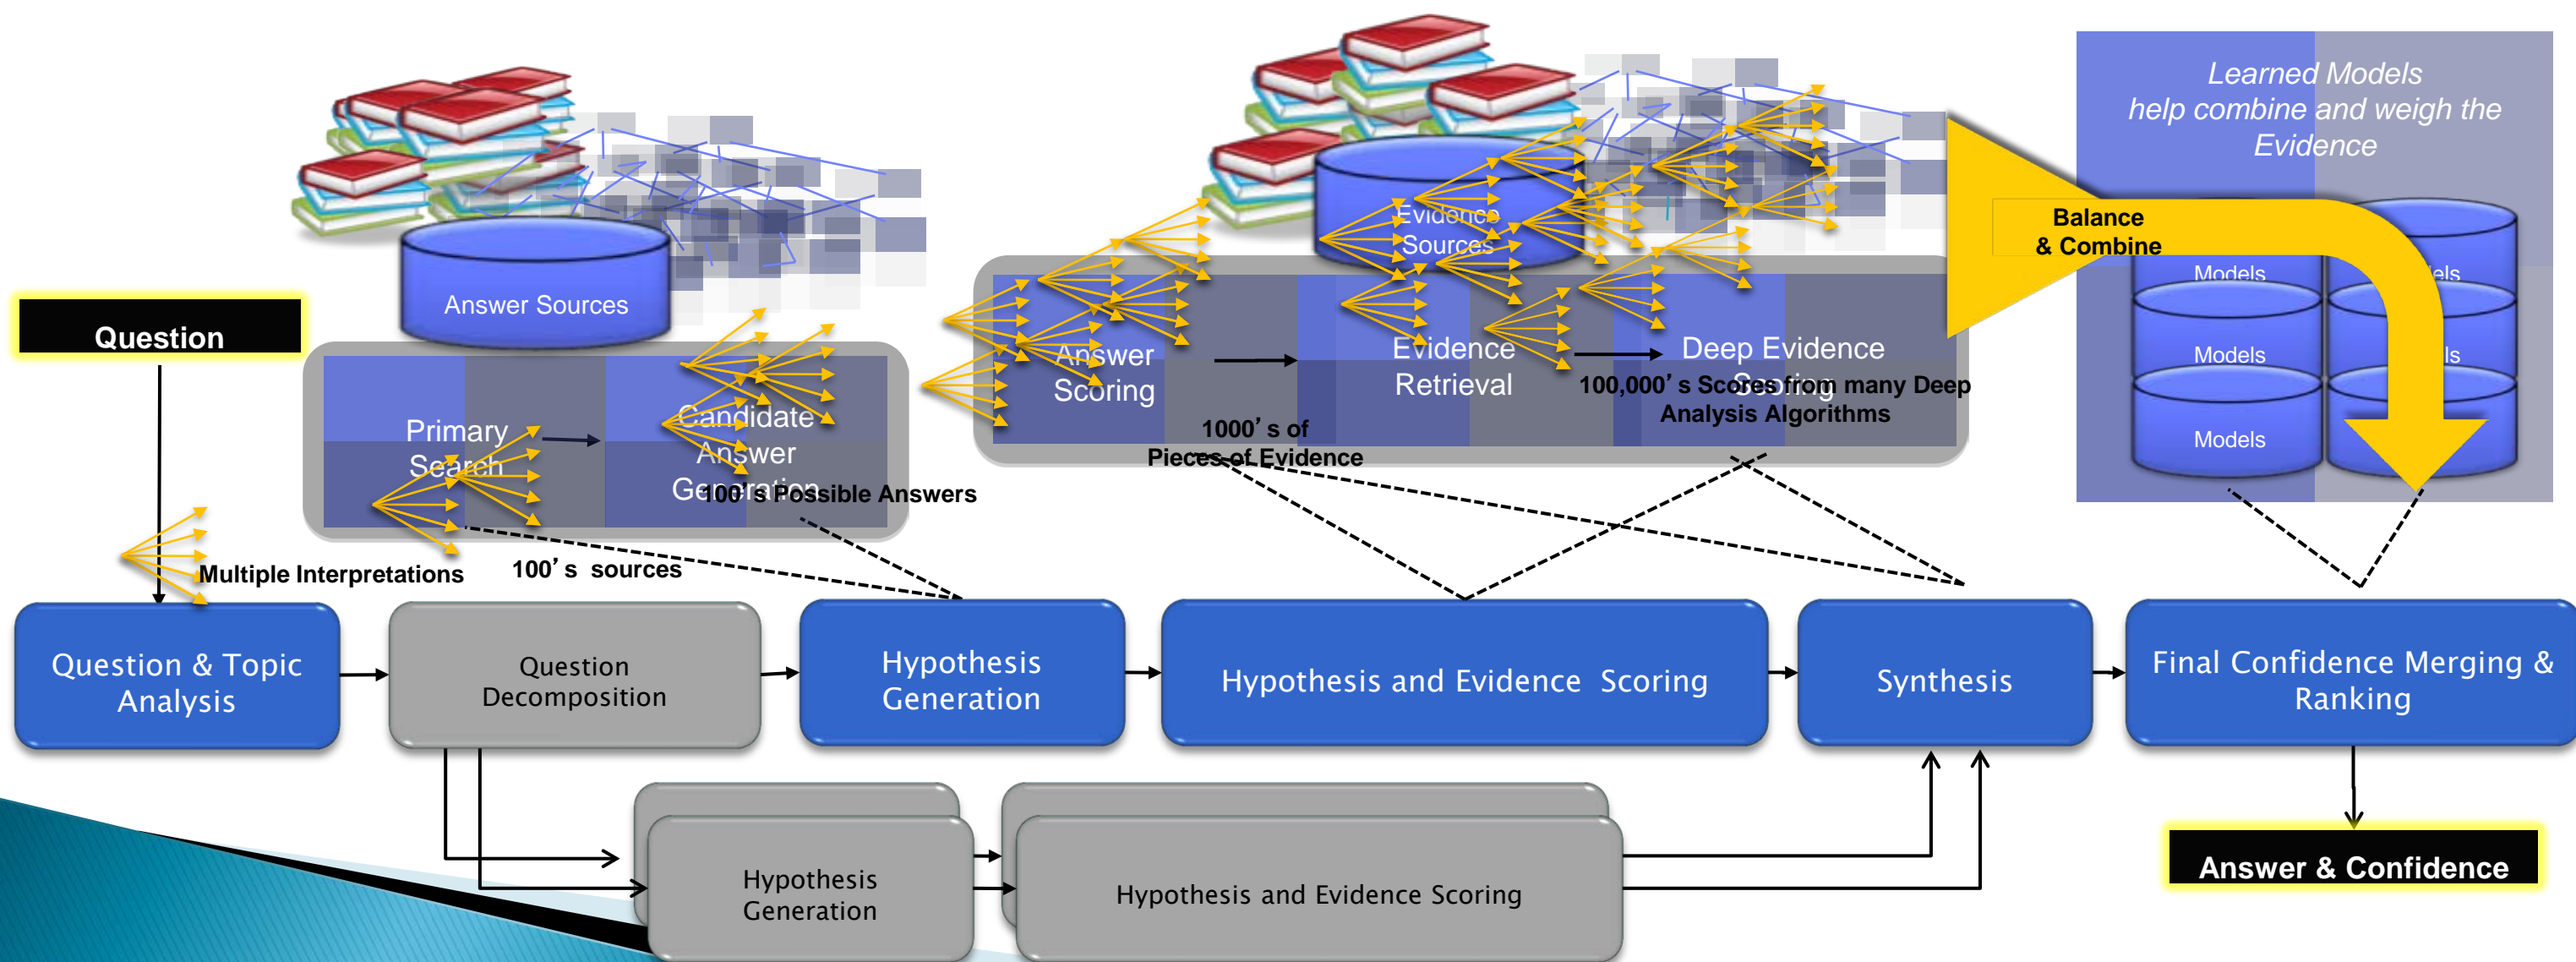 Learned Models
help combine and weigh the
Evidence
Evidence
Sources
Balance
& Combine
Answer Sources
Models
Models
Models
Models
Models
Question
Primary
Search
Candidate
Answer
Generation
Answer
Scoring
Evidence
Retrieval
Deep Evidence
Scoring
100,000's Scores from many Deep
Analysis Algorithms
1000's of
Pieces of Evidence
100's Possible Answers
Multiple Interpretations
100's sources
Question & Topic
Analysis
Question
Decomposition
Hypothesis
Generation
Hypothesis and Evidence Scoring
Synthesis
Final Confidence Merging &
Ranking
Hypothesis
Generation
Hypothesis and Evidence Scoring
Answer & Confidence